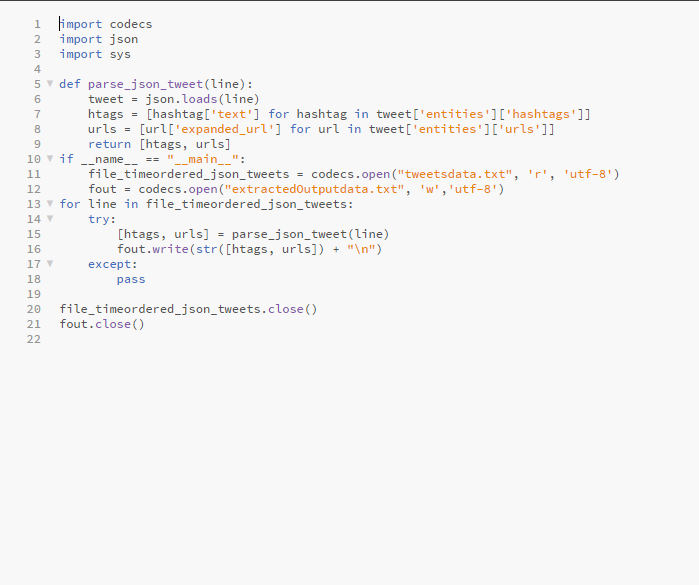 1 import codecs
2 import json
3 import sys
4
5 def parse_json_tweet(line):
6     tweet = json.loads(line)
7     htags = [hashtag['text'] for hashtag in tweet['entities']['hashtags']]
8     urls = [url['expanded_url'] for url in tweet['entities']['urls']]
9     return [htags, urls]
10 if __name__ == "__main__":
11     file_timeordered_json_tweets = codecs.open("tweetsdata.txt", 'r', 'utf-8')
12     fout = codecs.open("extractedOutputdata.txt", 'w','utf-8')
13 for line in file_timeordered_json_tweets:
14     try:
15         [htags, urls] = parse_json_tweet(line)
16         fout.write(str([htags, urls]) + "\n")
17     except:
18         pass
19
20 file_timeordered_json_tweets.close()
21 fout.close()
22